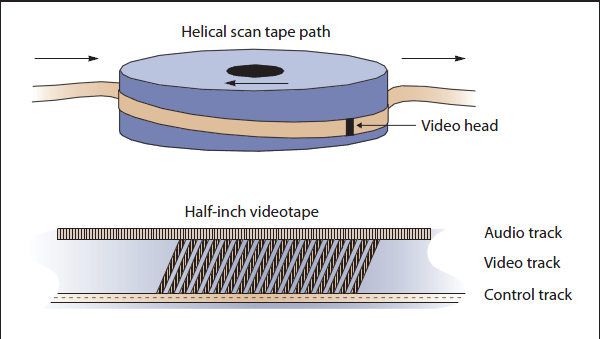 Helical scan tape path
Video head
Half-inch videotape
Audio track
Video track
Control track